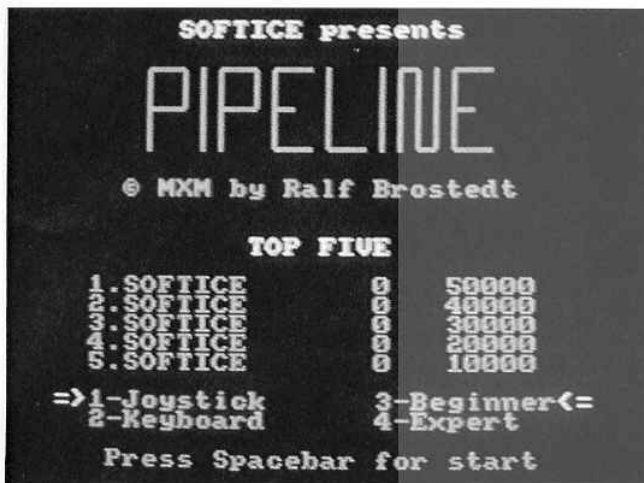 SOFTICE presents
PIPELINE
© MXM by Ralf Brostedt
TOP FIVE
1.SOFTICE 0 50000
2.SOFTICE 0 40000
3.SOFTICE 0 30000
4.SOFTICE 0 20000
5.SOFTICE 0 10000
=>1-Joystick 3-Beginner<=
2-Keyboard 4-Expert
Press Spacebar for start